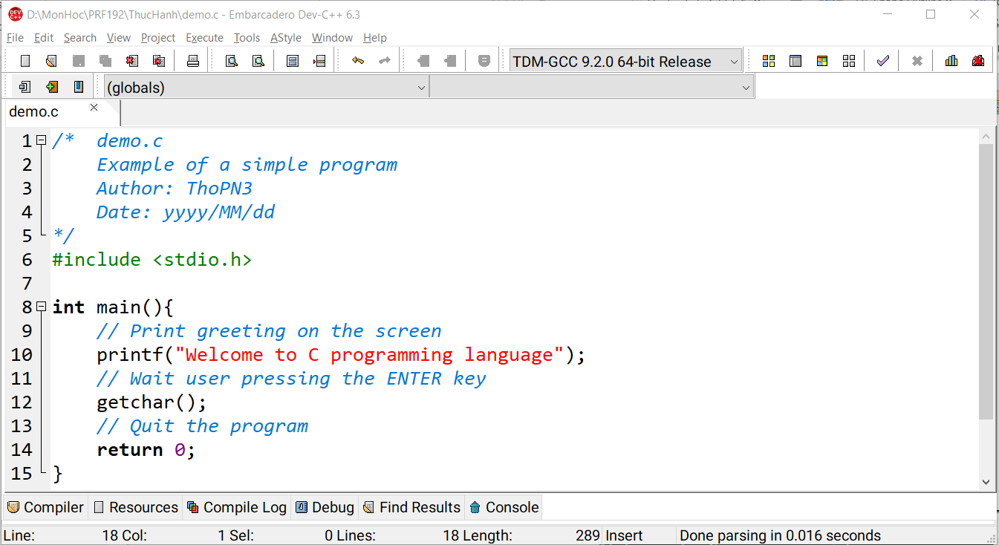 DEV C++ D:\MonHoc\PRF192\ThucHanh\demo.c - Embarcadero Dev-C++ 6.3
File Edit Search View Project Execute Tools AStyle Window Help
TDM-GCC 9.2.0 64-bit Release
(globals)
demo.c
1 /*  demo.c
2     Example of a simple program
3     Author: ThoPN3
4     Date: yyyy/MM/dd
5 */
6 #include <stdio.h>
7
8 int main(){
9     // Print greeting on the screen
10     printf("Welcome to C programming language");
11     // Wait user pressing the ENTER key
12     getchar();
13     // Quit the program
14     return 0;
15 }
Compiler Resources Compile Log Debug Find Results Console
Line: 18 Col: 1 Sel: 0 Lines: 18 Length: 289 Insert Done parsing in 0.016 seconds